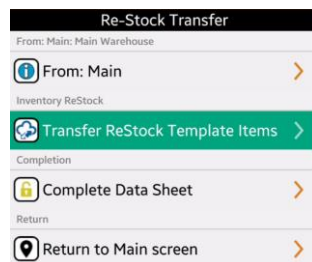 Re-Stock Transfer
From: Main: Main Warehouse
From: Main
Inventory ReStock
Transfer ReStock Template Items
Completion
Complete Data Sheet
Return
Return to Main screen